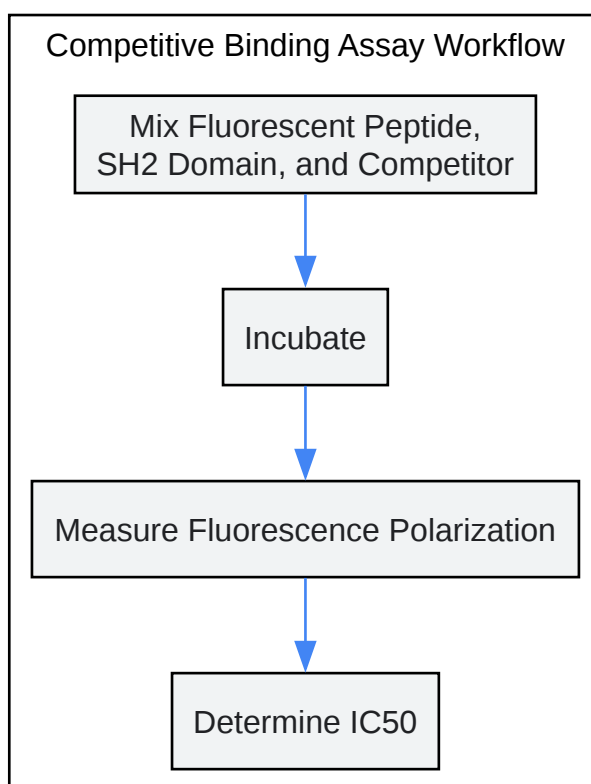 Competitive Binding Assay Workflow
Mix Fluorescent Peptide,
SH2 Domain, and Competitor
Incubate
Measure Fluorescence Polarization
Determine IC50